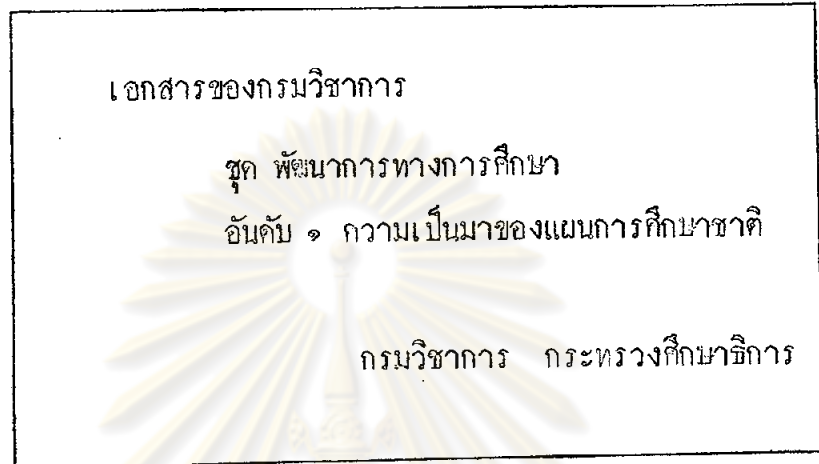 เอกสารของกรมวิชาการ
ชุด พัฒนาการทางการศึกษา
อันดับ ๑ ความเป็นมาของแผนการศึกษาชาติ
กรมวิชาการ กระทรวงศึกษาธิการ